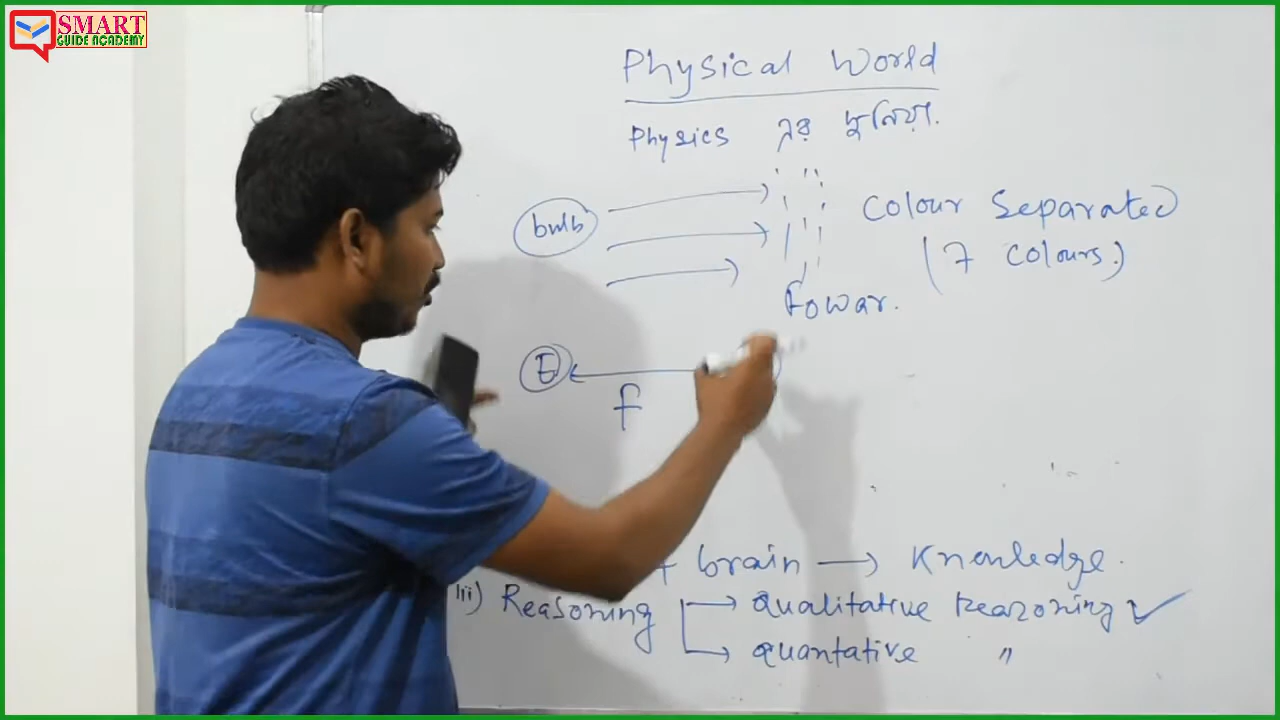 SMART
GUIDE ACADEMY
Physical World
Physics এর দুনিয়া.
bulb
Colour Separated
(7 colours.)
Fowar.
E
f
+ brain → Knowledge.
iii) Reasoning → Qualitative Reasoning ✓
→ quantative "